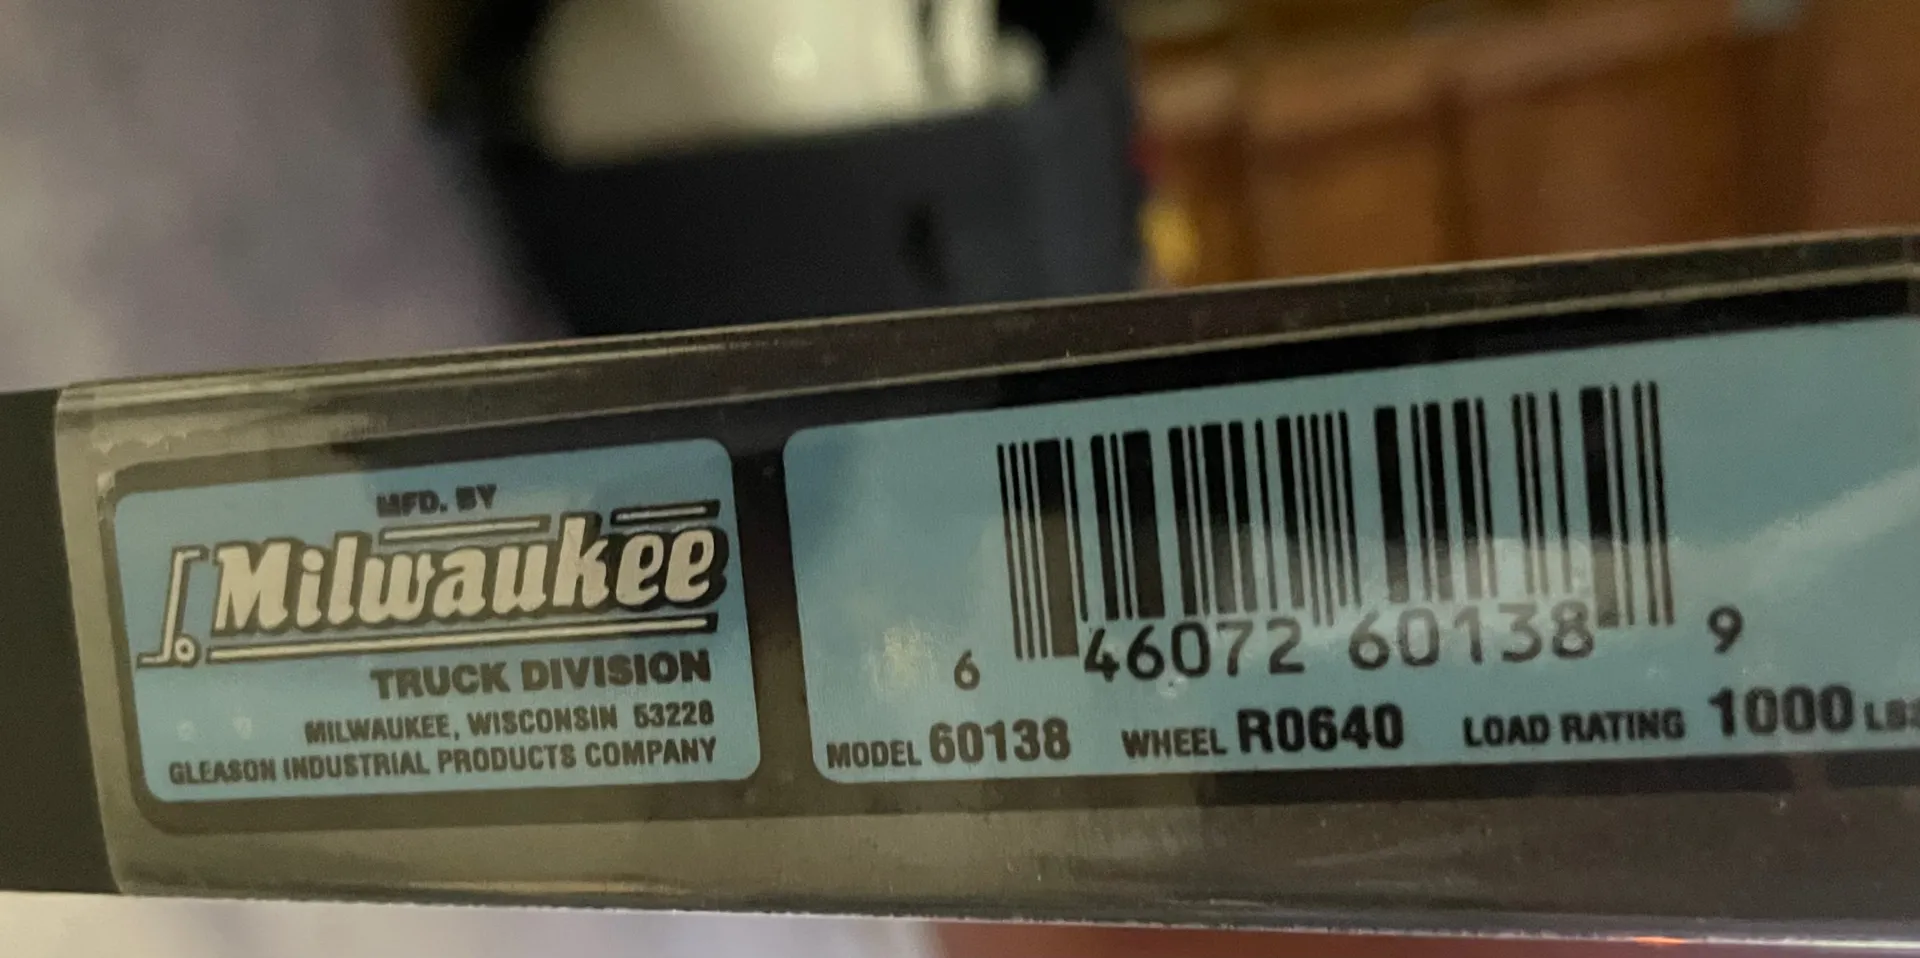 MFD. BY
Milwaukee
TRUCK DIVISION
MILWAUKEE, WISCONSIN 53228
GLEASON INDUSTRIAL PRODUCTS COMPANY
6 46072 60138 9
MODEL 60138 WHEEL R0640 LOAD RATING 1000 LBS